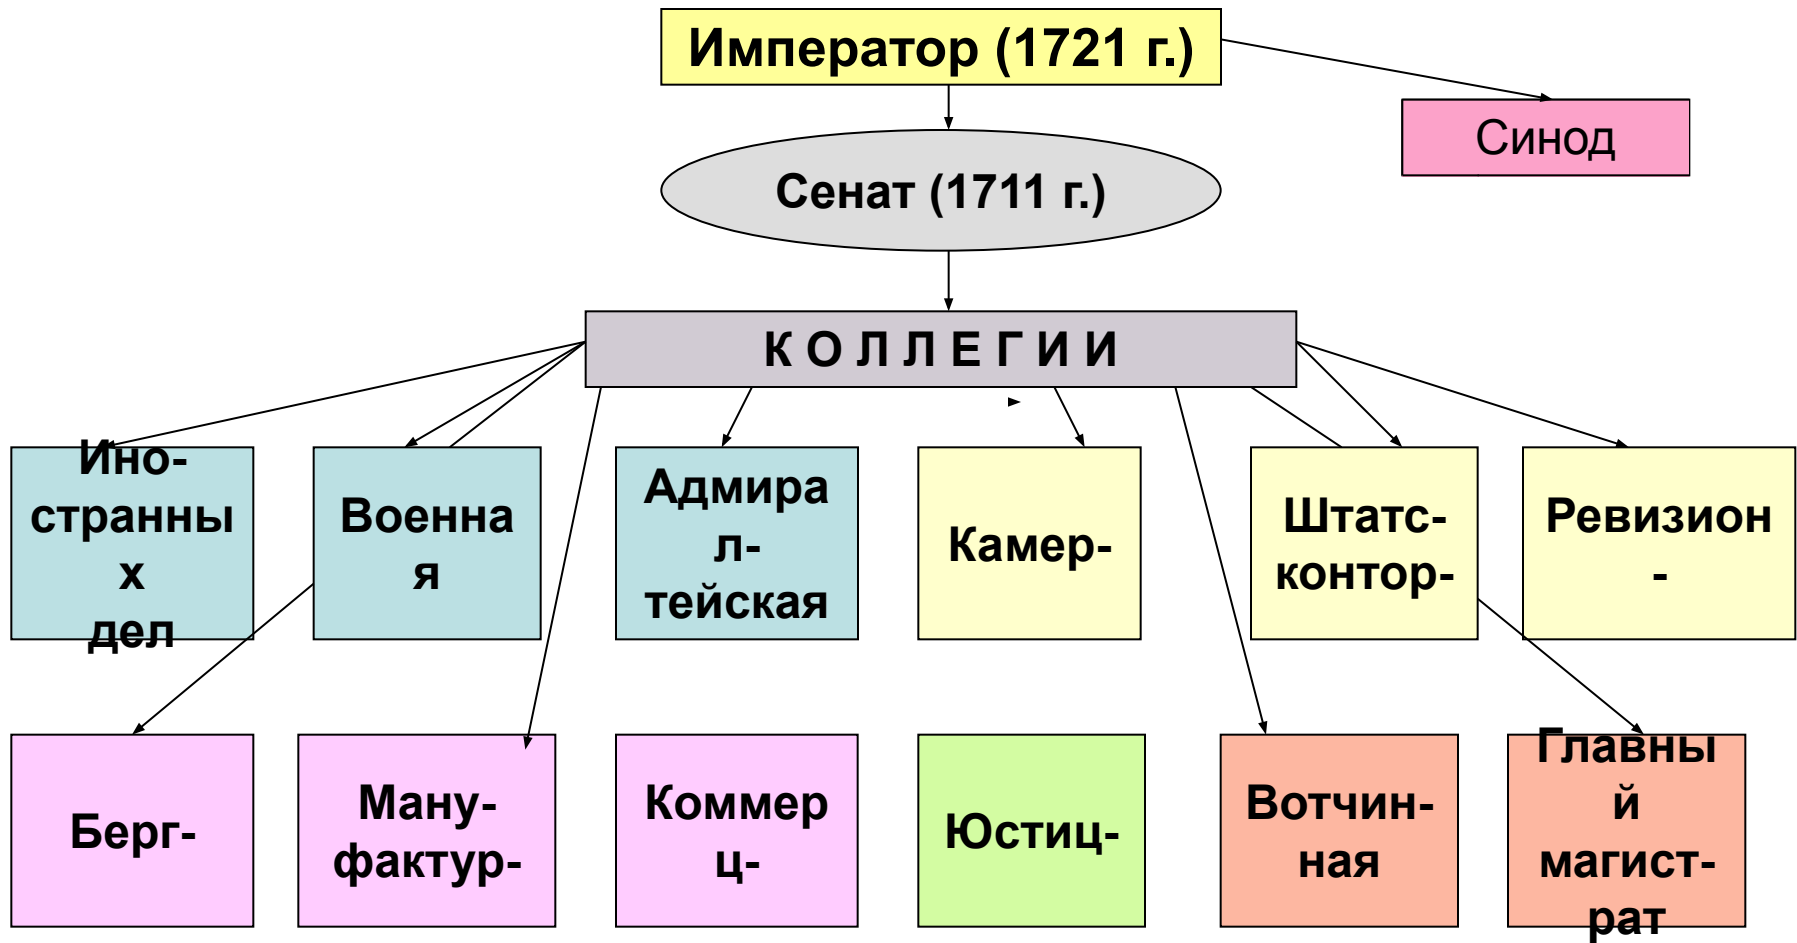 Император (1721 г.)
Синод
Сенат (1711 г.)
К О Л Л Е Г И И
Ино-
странны
х
дел
Военна
я
Адмира
л-
тейская
Камер-
Штатс-
контор-
Ревизион
-
Берг-
Ману-
фактур-
Коммер
ц-
Юстиц-
Вотчин-
ная
Главны
й
магист-
рат